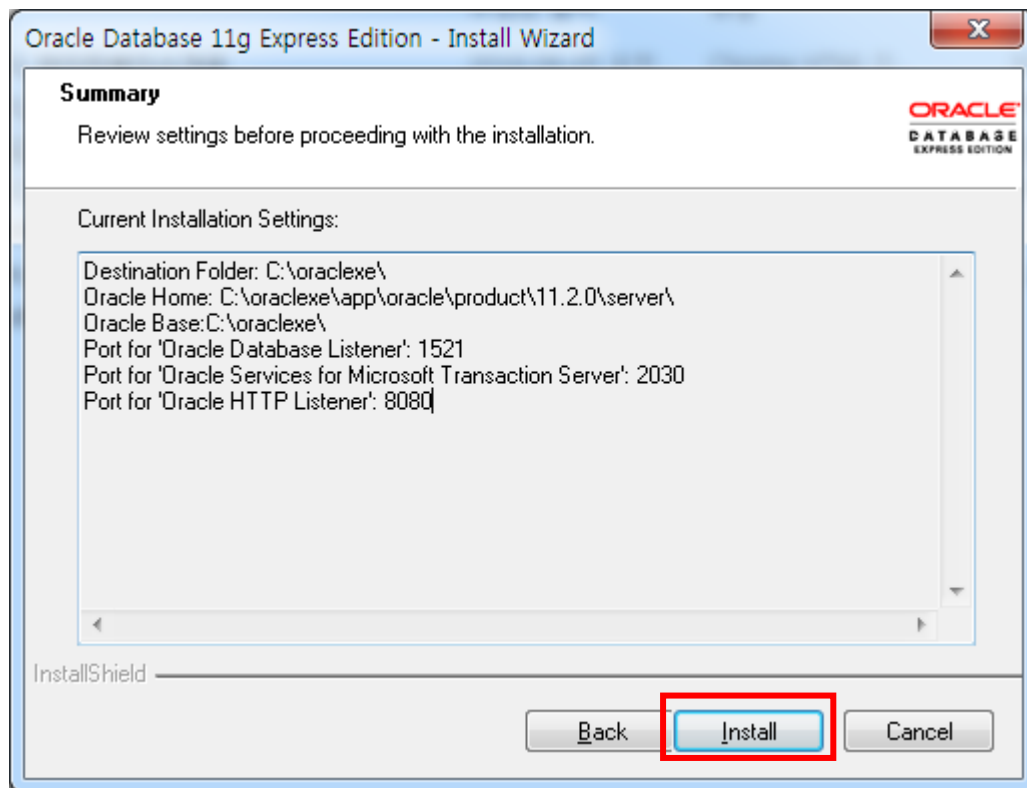 Oracle Database 11g Express Edition - Install Wizard
Summary
Review settings before proceeding with the installation.
ORACLE
DATABASE
EXPRESS EDITION
Current Installation Settings:
Destination Folder: C:\oraclexe\
Oracle Home: C:\oraclexe\app\oracle\product\11.2.0\server\
Oracle Base:C:\oraclexe\
Port for 'Oracle Database Listener': 1521
Port for 'Oracle Services for Microsoft Transaction Server': 2030
Port for 'Oracle HTTP Listener': 8080
InstallShield
Back
Install
Cancel